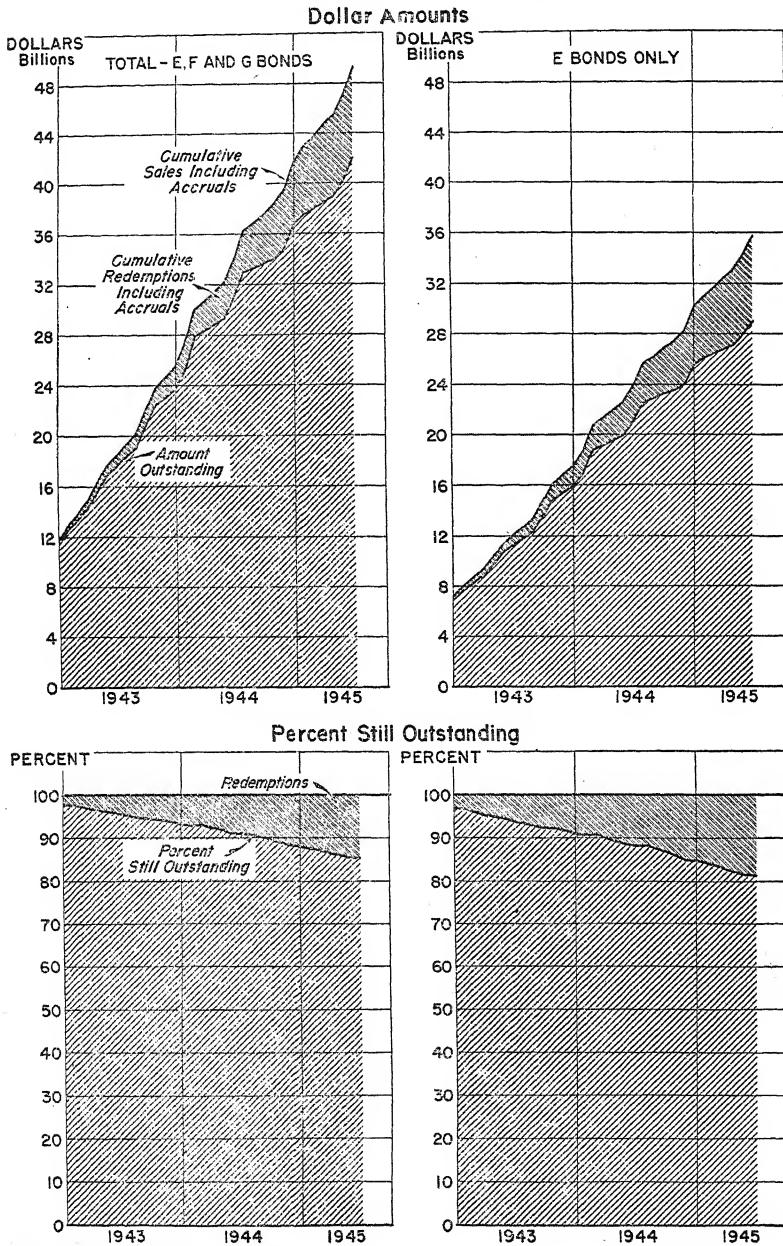 Dollar Amounts
DOLLARS
Billions
TOTAL - E, F AND G BONDS
48
44
40
36
32
28
24
20
16
12
8
4
0
Cumulative
Sales Including
Accruals
Cumulative
Redemptions
Including
Accruals
Amount
Outstanding
1943
1944
1945
DOLLARS
Billions
E BONDS ONLY
48
44
40
36
32
28
24
20
16
12
8
4
0
1943
1944
1945
Percent Still Outstanding
PERCENT
100
90
80
70
60
50
40
30
20
10
0
Redemptions
Percent
Still Outstanding
1943
1944
1945
PERCENT
100
90
80
70
60
50
40
30
20
10
0
1943
1944
1945